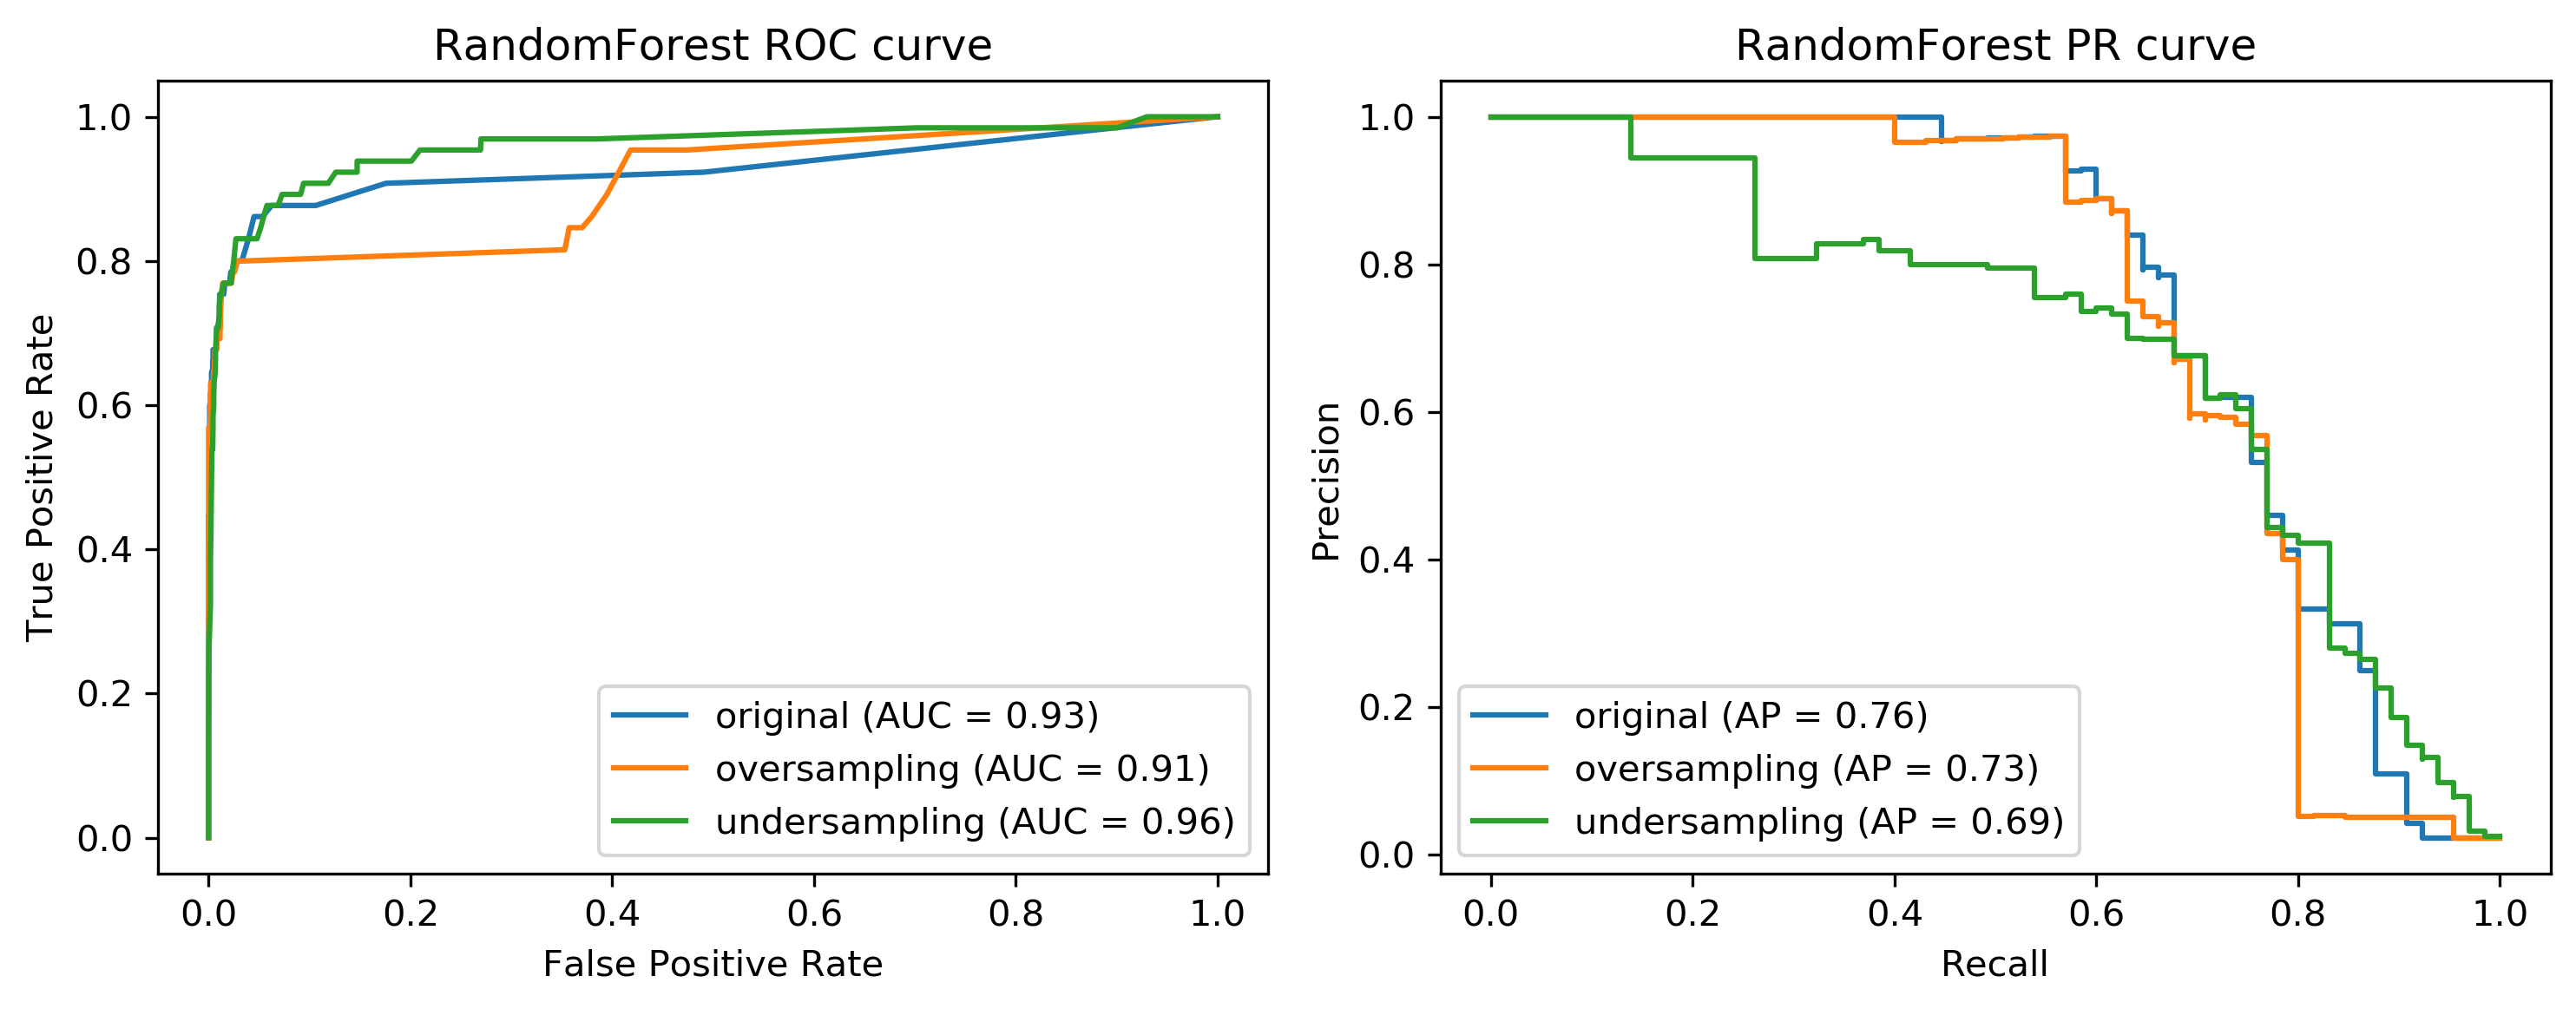 RandomForest ROC curve
True Positive Rate
1.0
0.8
0.6
0.4
0.2
0.0
original (AUC = 0.93)
oversampling (AUC = 0.91)
undersampling (AUC = 0.96)
0.0 0.2 0.4 0.6 0.8 1.0
False Positive Rate
RandomForest PR curve
Precision
1.0
0.8
0.6
0.4
0.2
0.0
original (AP = 0.76)
oversampling (AP = 0.73)
undersampling (AP = 0.69)
0.0 0.2 0.4 0.6 0.8 1.0
Recall